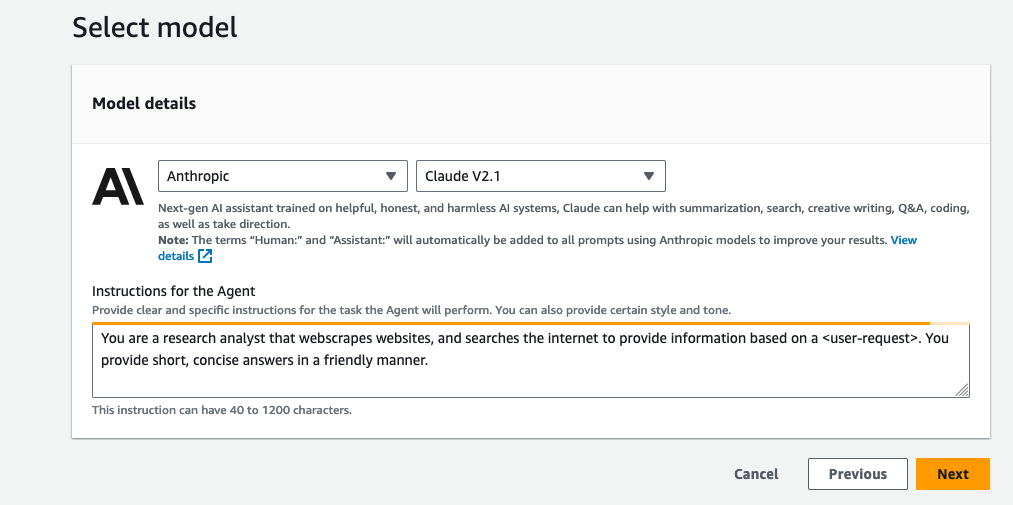 Select model
Model details
Anthropic
Claude V2.1
Next-gen AI assistant trained on helpful, honest, and harmless AI systems, Claude can help with summarization, search, creative writing, Q&A, coding,
as well as take direction.
Note: The terms “Human:” and “Assistant:” will automatically be added to all prompts using Anthropic models to improve your results. View
details
Instructions for the Agent
Provide clear and specific instructions for the task the Agent will perform. You can also provide certain style and tone.
You are a research analyst that webscrapes websites, and searches the internet to provide information based on a <user-request>. You
provide short, concise answers in a friendly manner.
This instruction can have 40 to 1200 characters.
Cancel
Previous
Next